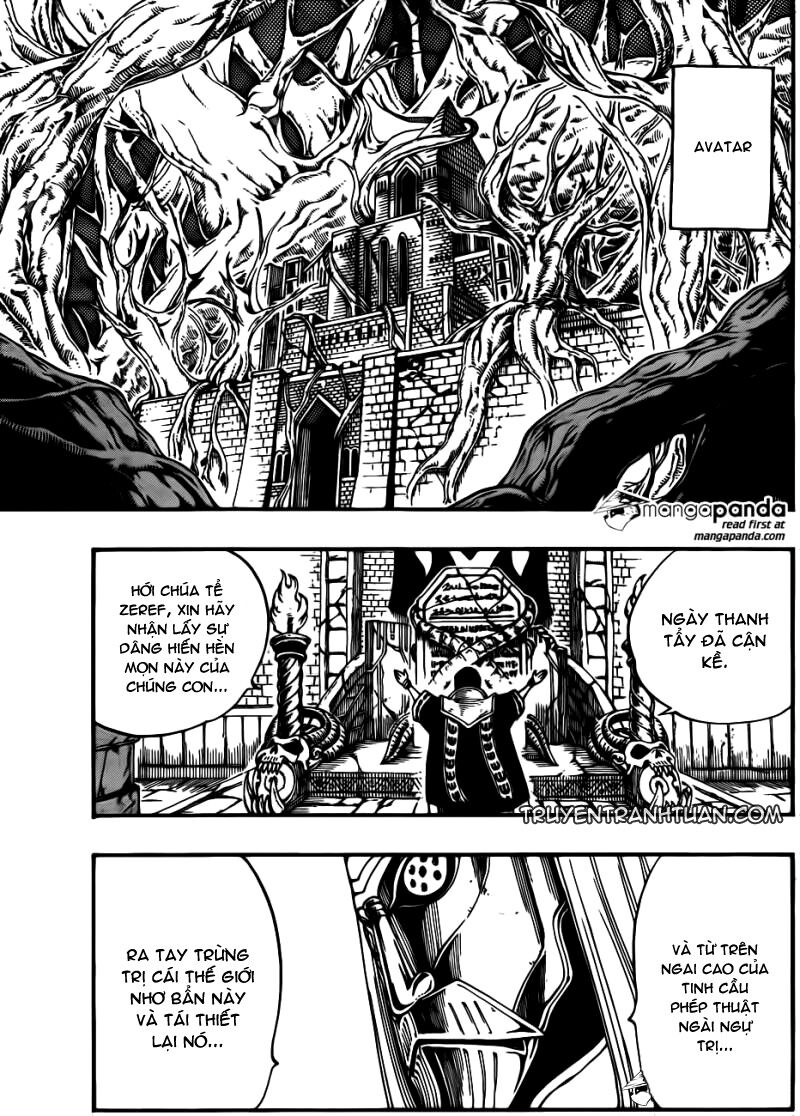 AVATAR
mangapanda
read first at
mangapanda.com
NGÀY THANH
TẨY ĐÃ CẬN
KỀ.
HỠI CHÚA TỂ
ZEREF, XIN HÃY
NHẬN LẤY SỰ
DÂNG HIẾN HÈN
MỌN NÀY CỦA
CHÚNG CON...
TRUYENTRANHTUAN.COM
VÀ TỪ TRÊN
NGAI CAO CỦA
TINH CẦU
PHÉP THUẬT
NGÀI NGỰ
TRỊ...
RA TAY TRỪNG
TRỊ CÁI THẾ GIỚI
NHƠ BẨN NÀY
VÀ TÁI THIẾT
LẠI NÓ...